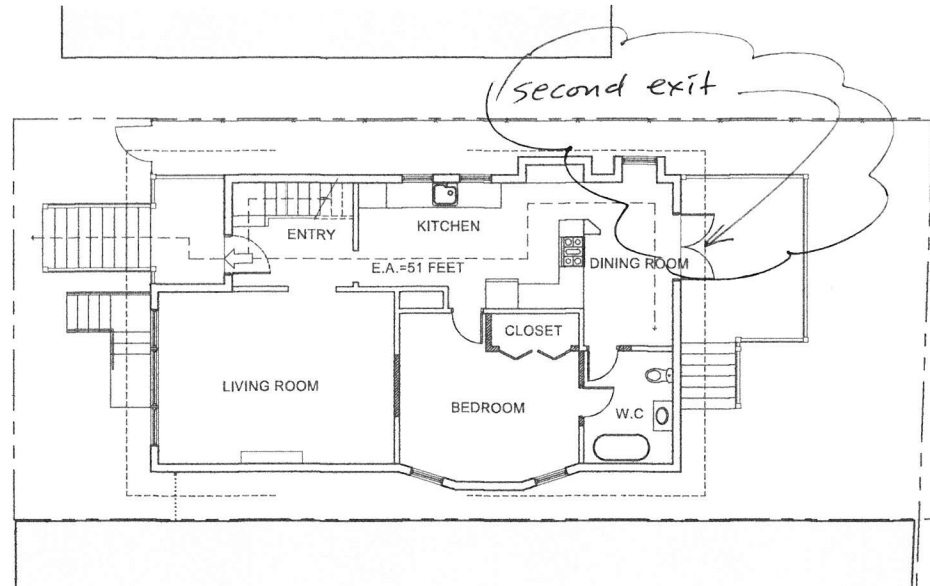 second exit
KITCHEN
ENTRY
E.A.=51 FEET
DINING ROOM
CLOSET
LIVING ROOM
BEDROOM
W.C